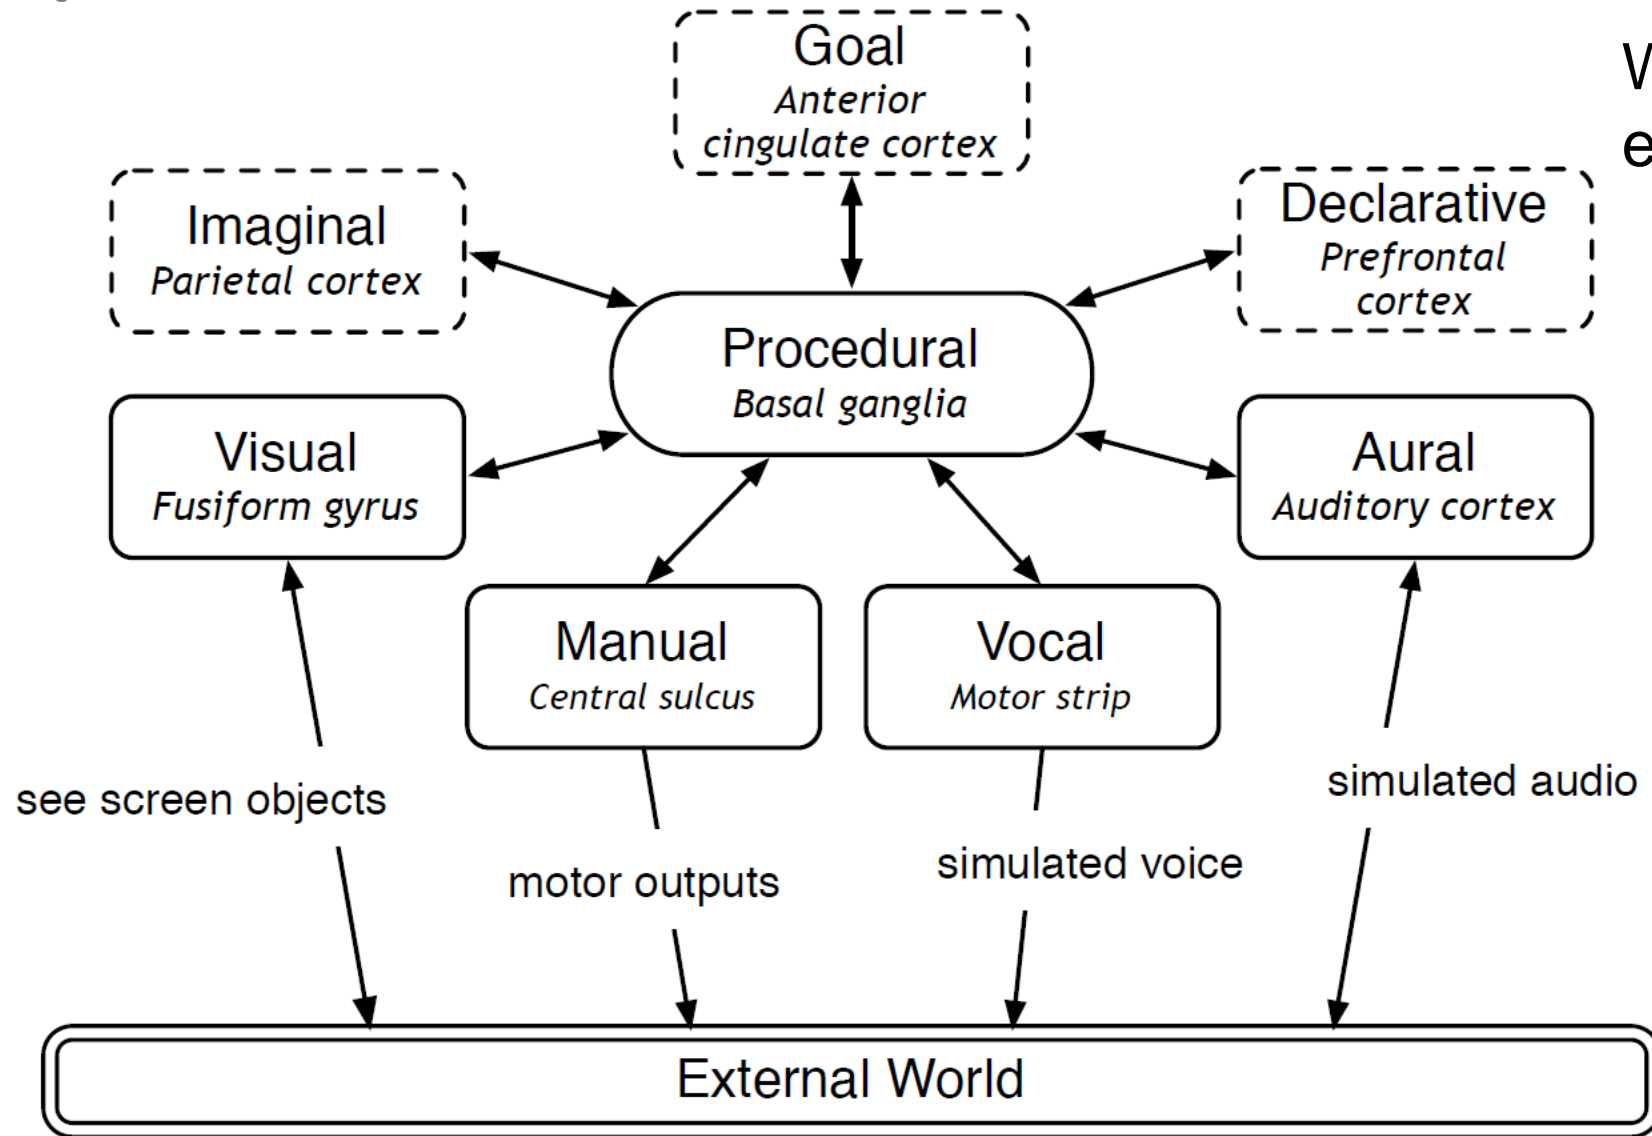 Goal
Anterior
cingulate cortex
Imaginal
Parietal cortex
Declarative
Prefrontal
cortex
Procedural
Basal ganglia
Visual
Fusiform gyrus
Aural
Auditory cortex
Manual
Central sulcus
Vocal
Motor strip
see screen objects
motor outputs
simulated voice
simulated audio
External World